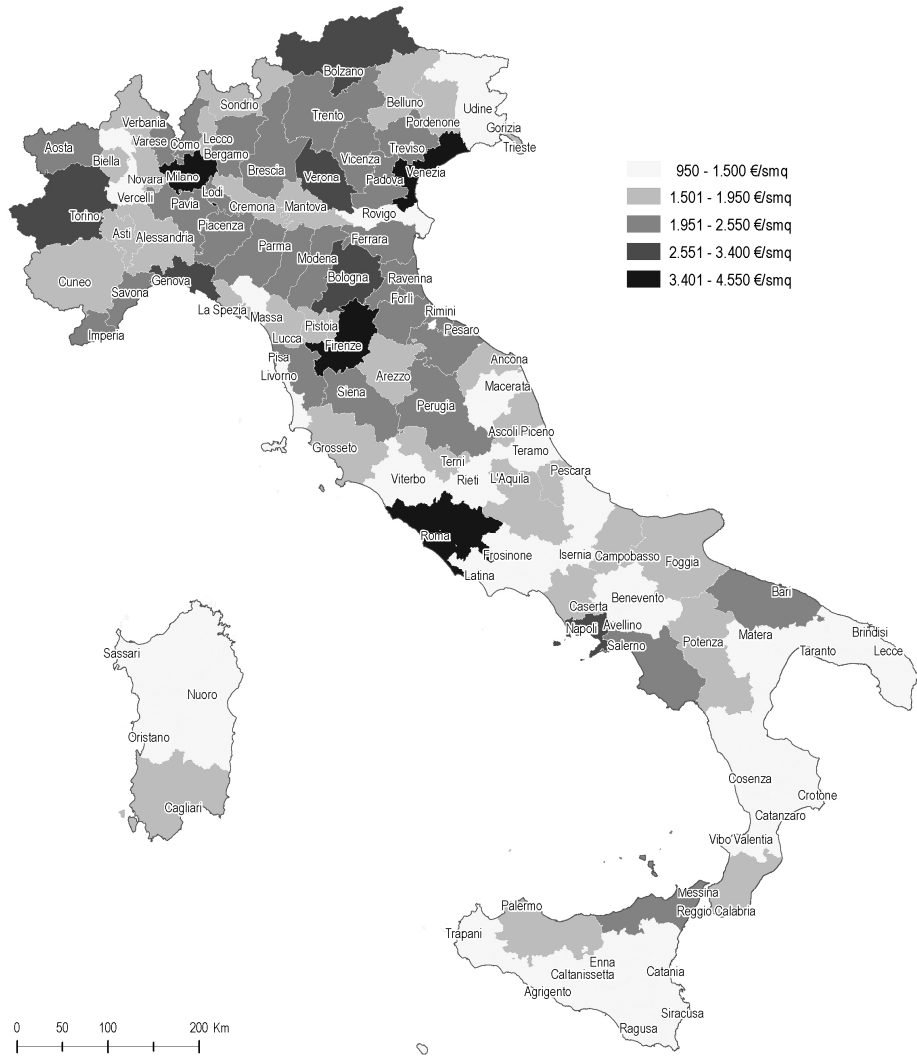 Bolzano
Sondrio
Trento
Belluno
Udine
Verbania
Pordenone
Gorizia
Aosta
Varese
Como
Lecco
Bergamo
Treviso
Trieste
Biella
Brescia
Vicenza
Venezia
Novara
Milano
Verona
Padova
Vercelli
Pavia
Lodi
Cremona
Mantova
Rovigo
Torino
Asti
Alessandria
Piacenza
Parma
Ferrara
Modena
Cuneo
Savona
Genova
Bologna
Ravenna
Forlì
La Spezia
Massa
Rimini
Imperia
Pistoia
Pesaro
Lucca
Firenze
Pisa
Livorno
Arezzo
Ancona
Siena
Macerata
Perugia
Grosseto
Ascoli Piceno
Teramo
Terni
Pescara
Viterbo
Rieti
L'Aquila
Roma
Frosinone
Isernia
Campobasso
Foggia
Latina
Caserta
Benevento
Bari
Napoli
Avellino
Salerno
Potenza
Matera
Brindisi
Taranto
Lecce
Sassari
Nuoro
Oristano
Cagliari
Cosenza
Crotone
Catanzaro
Vibo Valentia
Messina
Reggio Calabria
Palermo
Trapani
Enna
Caltanissetta
Catania
Agrigento
Siracusa
Ragusa
950 - 1.500 €/smq
1.501 - 1.950 €/smq
1.951 - 2.550 €/smq
2.551 - 3.400 €/smq
3.401 - 4.550 €/smq
0 50 100 200 Km